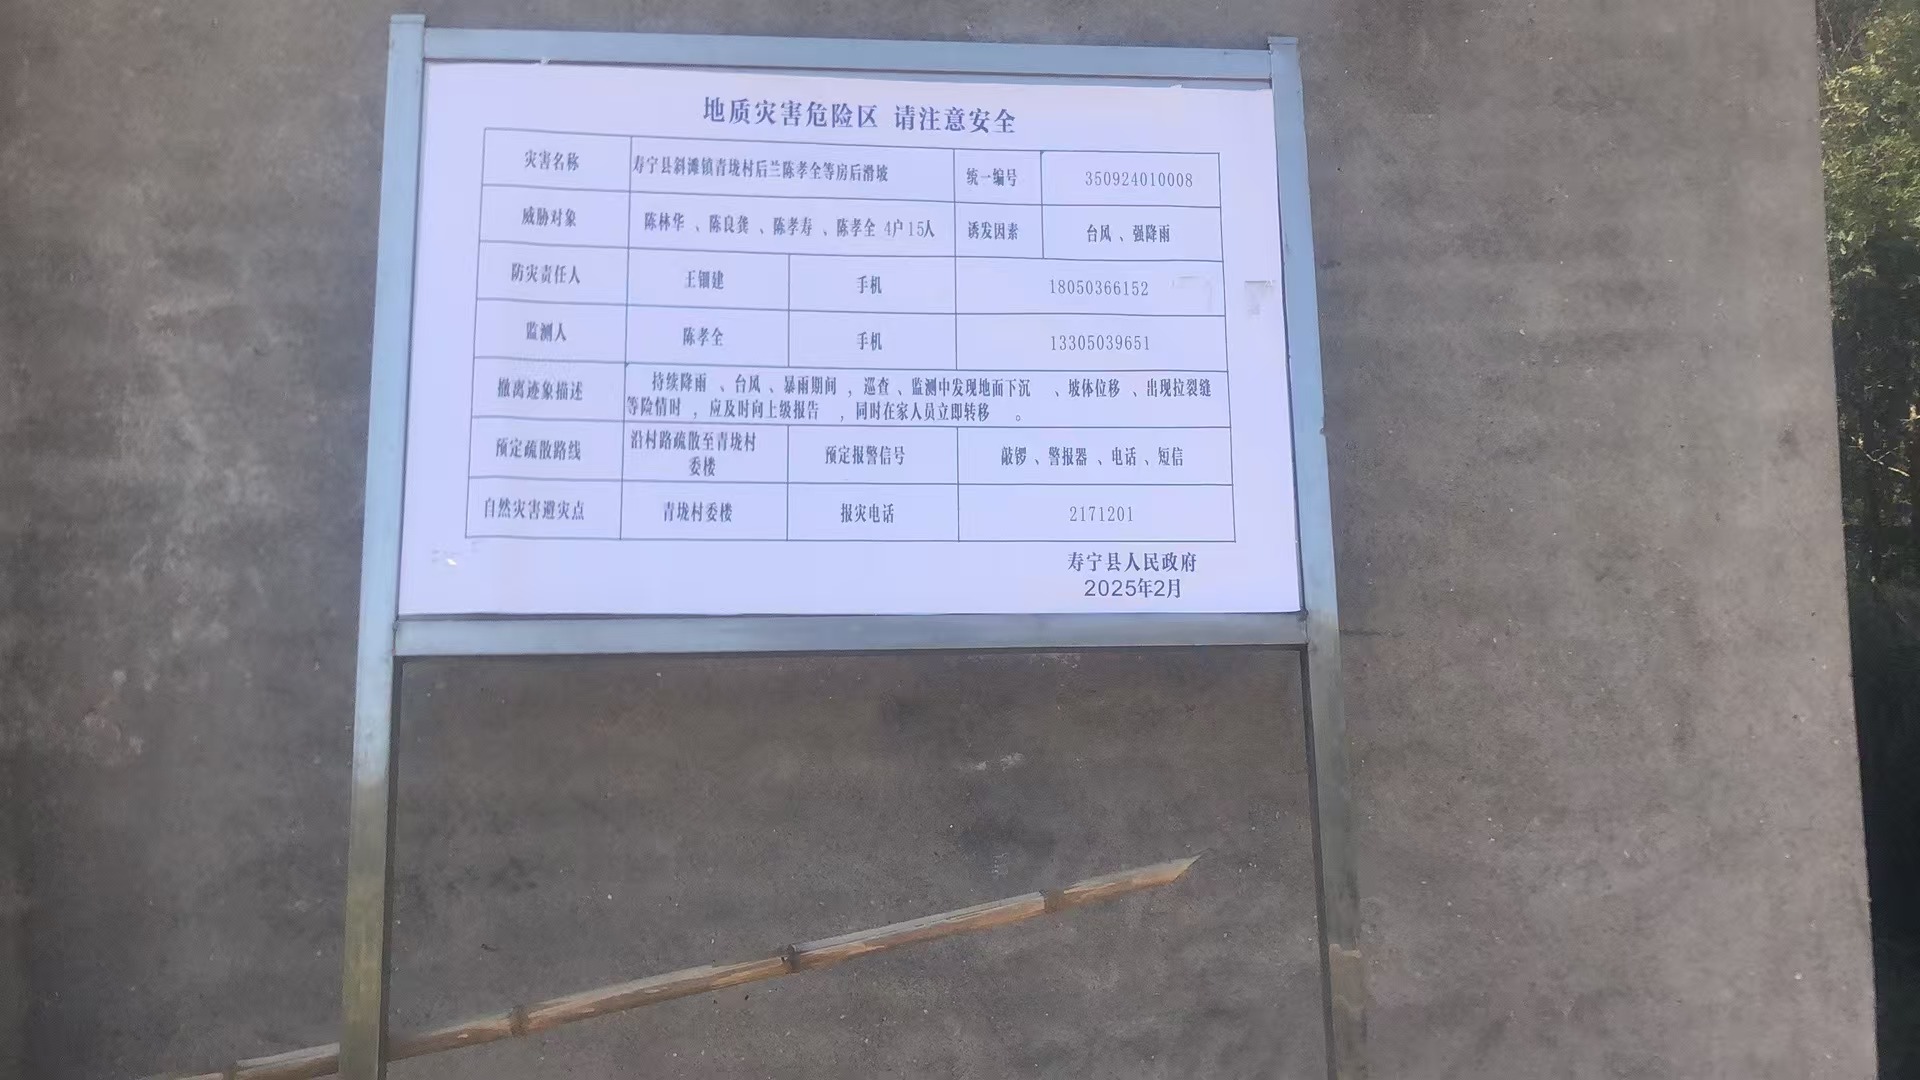 地质灾害危险区 请注意安全
灾害名称 寿宁县斜滩镇青垅村后兰陈孝全等房后滑坡 统一编号 350924010008
威胁对象 陈林华、陈良龚、陈孝寿、陈孝全 4户15人 诱发因素 台风、强降雨
防灾责任人 王钿建 手机 18050366152
监测人 陈孝全 手机 13305039651
撤离迹象描述 持续降雨、台风、暴雨期间，巡查、监测中发现地面下沉、坡体位移、出现拉裂缝
等险情时，应及时向上级报告，同时在家人员立即转移。
预定疏散路线 沿村路疏散至青垅村
委楼 预定报警信号 敲锣、警报器、电话、短信
自然灾害避灾点 青垅村委楼 报灾电话 2171201
寿宁县人民政府
2025年2月